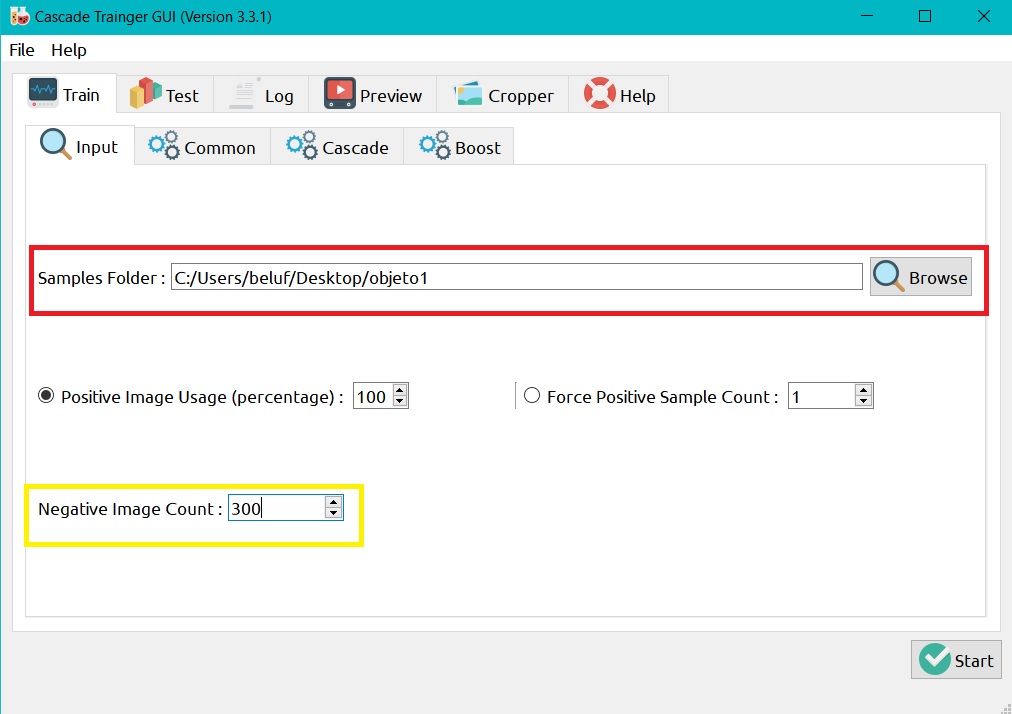 Cascade Trainger GUI (Version 3.3.1)
File Help
Train Test Log Preview Cropper Help
Input Common Cascade Boost
Samples Folder : C:/Users/beluf/Desktop/objeto1 Browse
Positive Image Usage (percentage) : 100 Force Positive Sample Count : 1
Negative Image Count : 300
Start